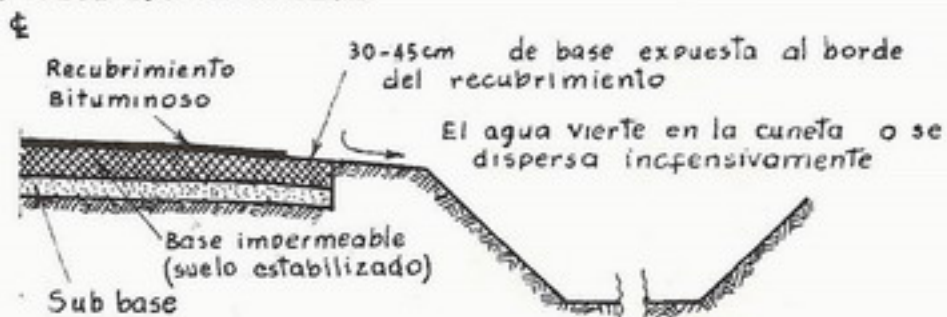 ℄
Recubrimiento
Bituminoso
30-45cm de base expuesta al borde
del recubrimiento
El agua vierte en la cuneta o se
dispersa inofensivamente
Base impermeable
(suelo estabilizado)
Sub base